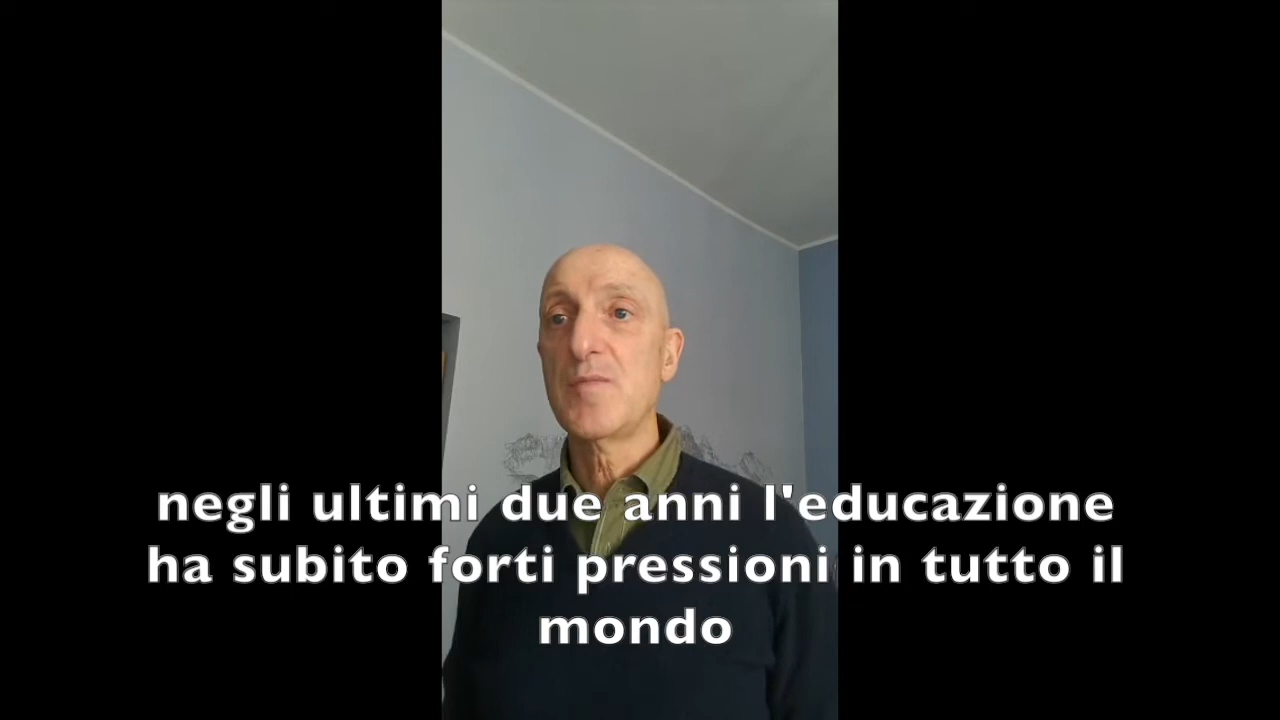 negli ultimi due anni l'educazione
ha subito forti pressioni in tutto il
mondo